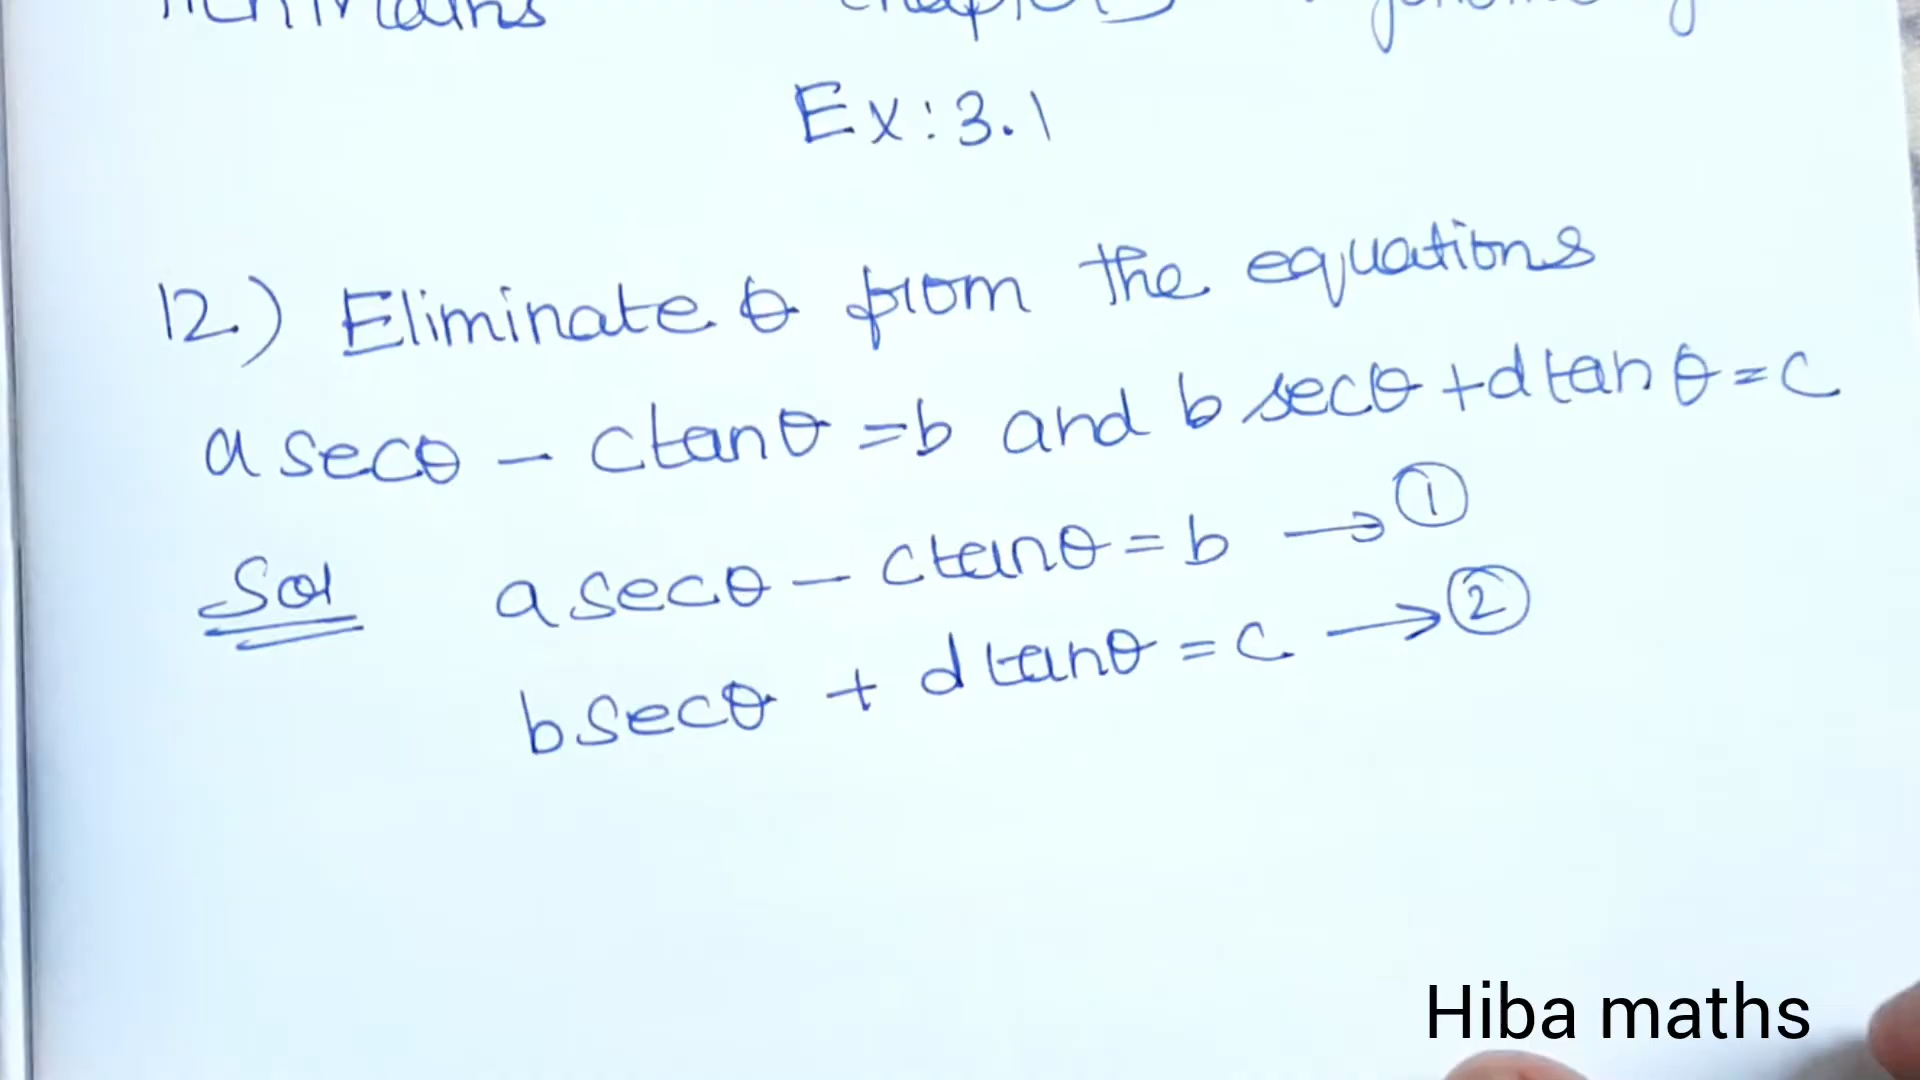 Ex: 3.1
12.) Eliminate θ from the equations
a secθ - c tanθ = b and b secθ + d tan θ = c
Sol a secθ - c tanθ = b → ①
b secθ + d tanθ = c → ②
Hiba maths